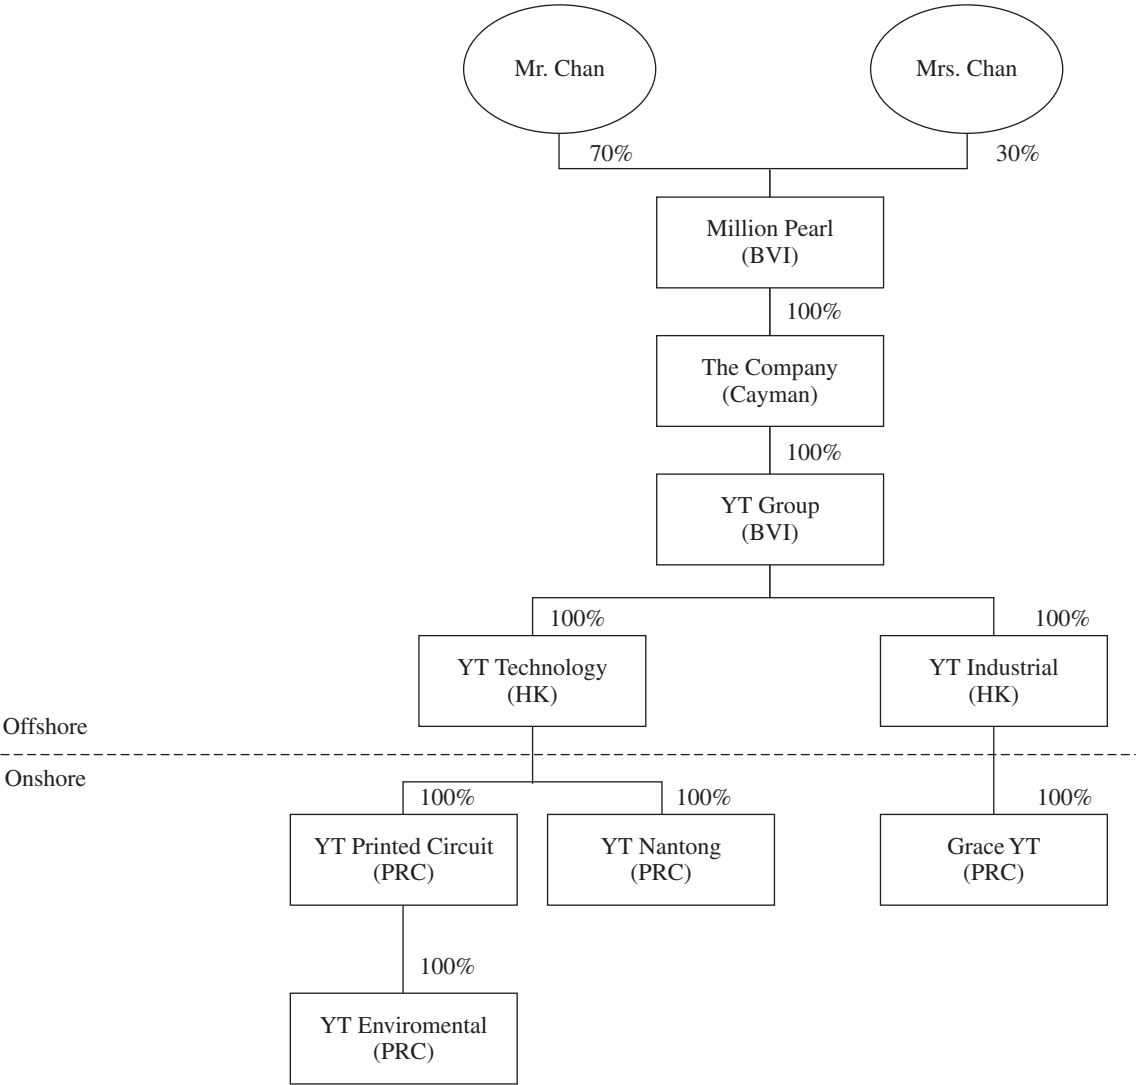 Mr. Chan
Mrs. Chan
70%
30%
Million Pearl
(BVI)
100%
The Company
(Cayman)
100%
YT Group
(BVI)
100%
100%
YT Technology
(HK)
YT Industrial
(HK)
Offshore
Onshore
100%
100%
100%
YT Printed Circuit
(PRC)
YT Nantong
(PRC)
Grace YT
(PRC)
100%
YT Enviromental
(PRC)